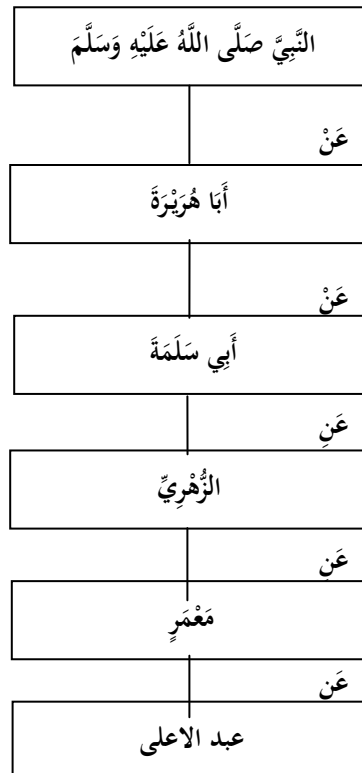 النَّبِيَّ صَلَّى اللَّهُ عَلَيْهِ وَسَلَّمَ
عَنْ
أَبَا هُرَيْرَةَ
عَنْ
أَبِي سَلَمَةَ
عَنِ
الزُّهْرِيِّ
عَنِ
مَعْمَرٍ
عَن
عبد الاعلى